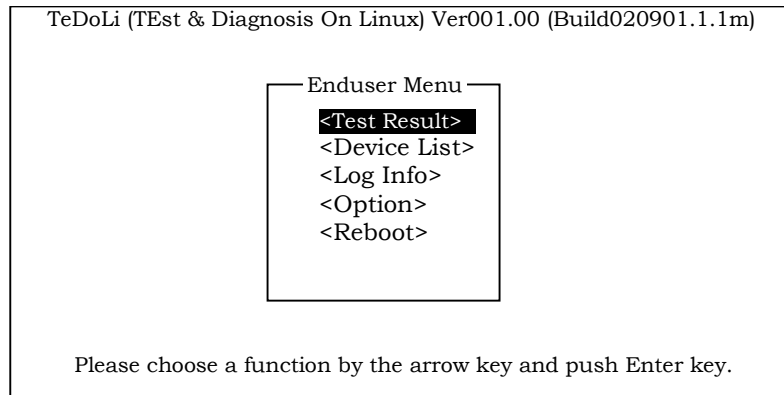 TeDoLi (TEst & Diagnosis On Linux) Ver001.00 (Build020901.1.1m)
Enduser Menu
<Test Result>
<Device List>
<Log Info>
<Option>
<Reboot>
Please choose a function by the arrow key and push Enter key.